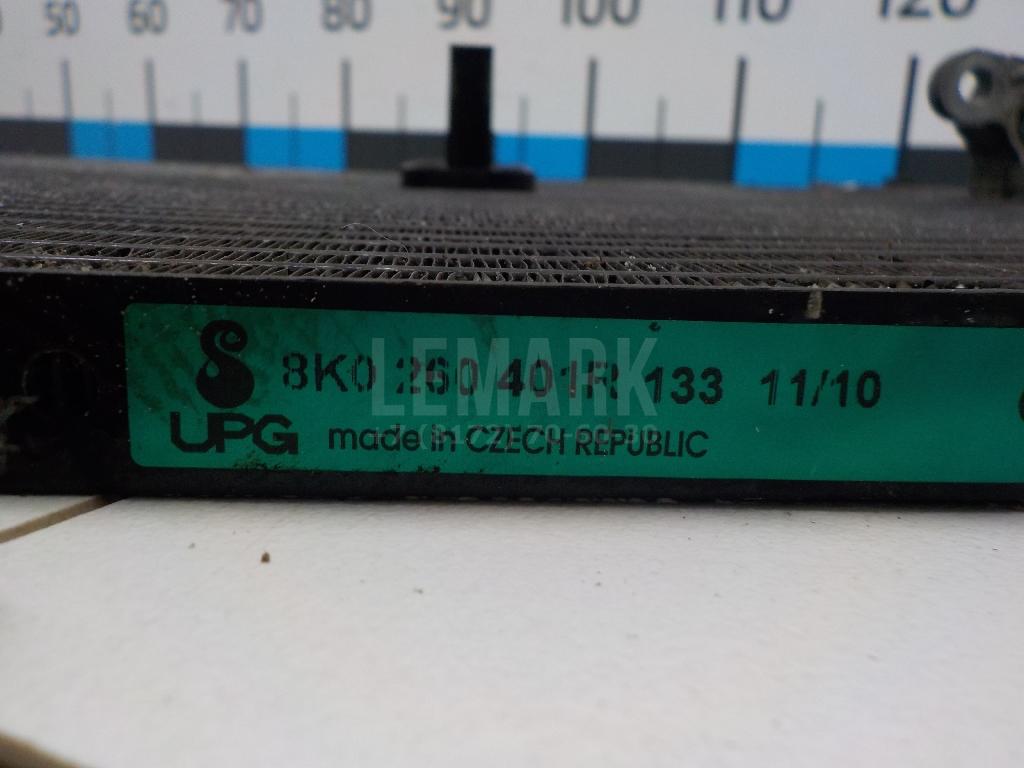 50 60 70 80 90 100 110 120
8K0 260 401R 133 11/10
LEMARK
UPG made in CZECH REPUBLIC